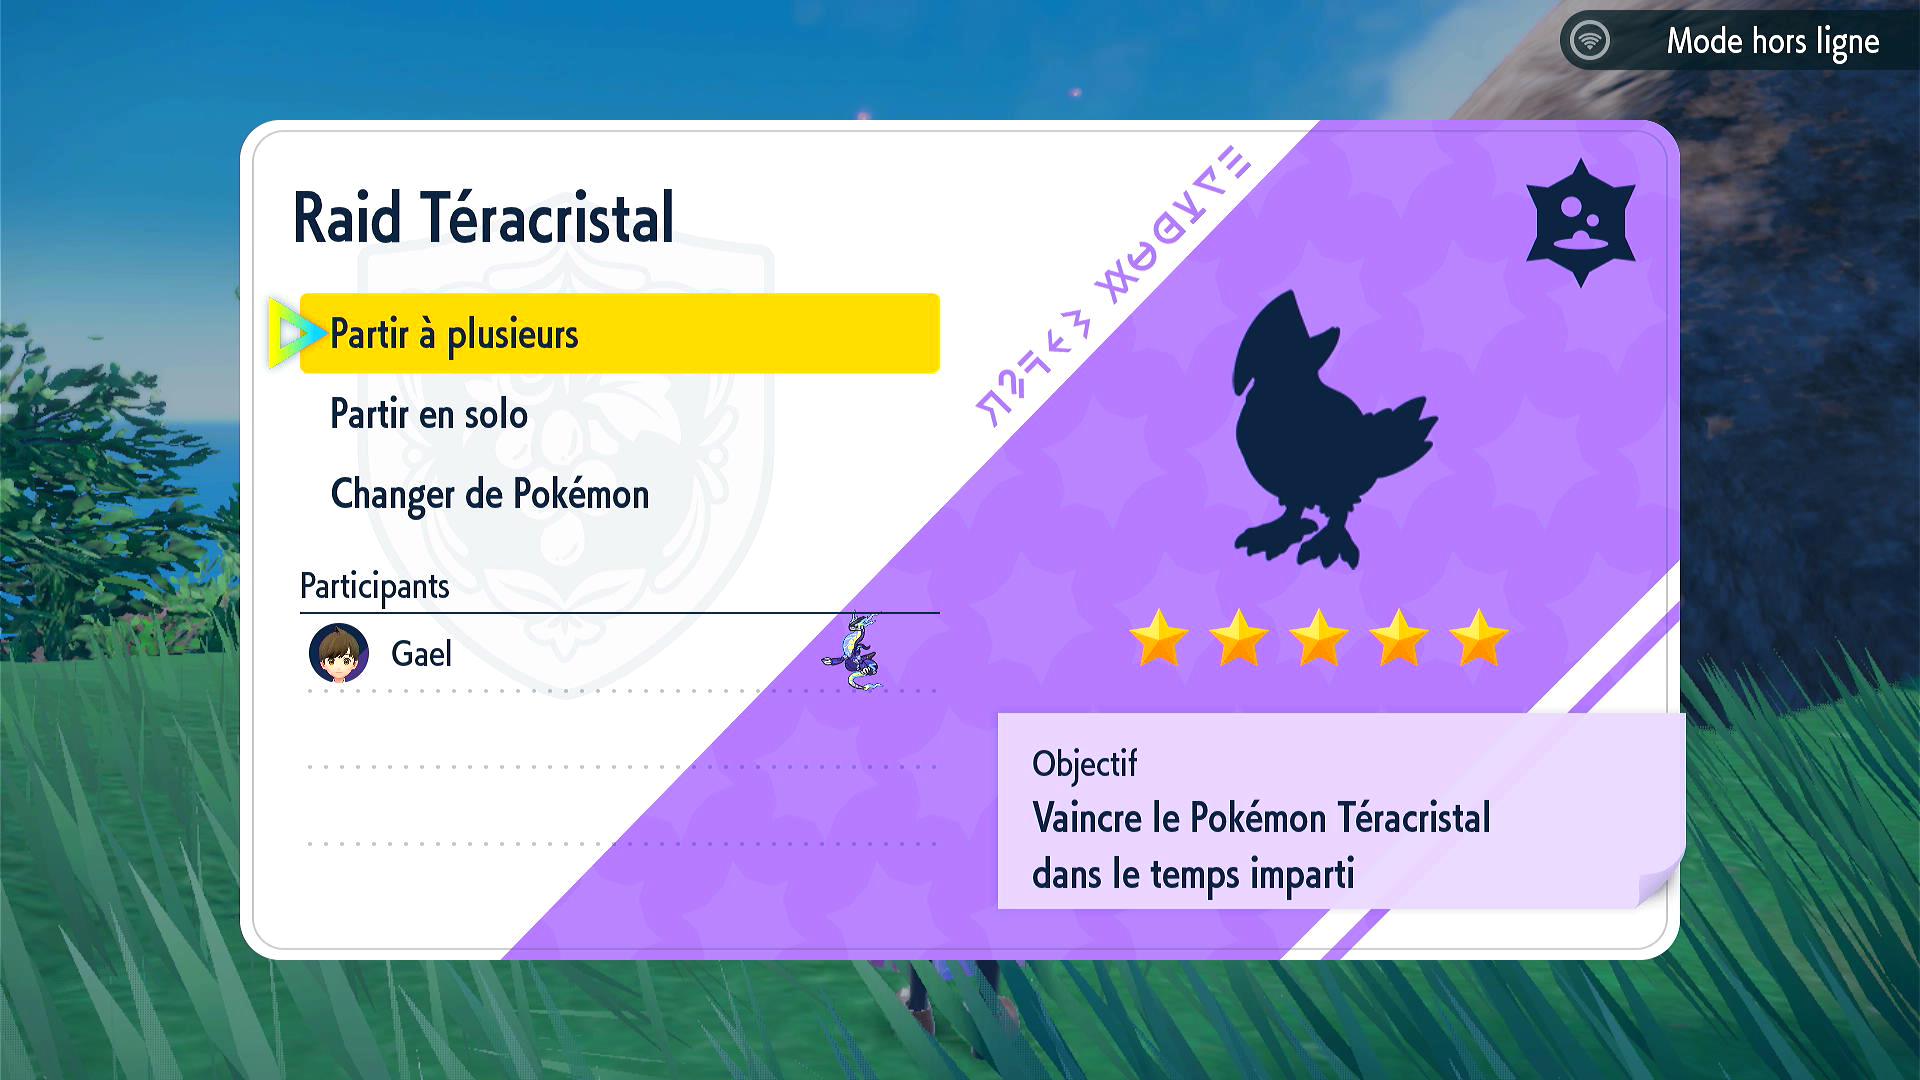 Mode hors ligne
Raid Téracristal
Partir à plusieurs
Partir en solo
Changer de Pokémon
Participants
Gael
Objectif
Vaincre le Pokémon Téracristal
dans le temps imparti